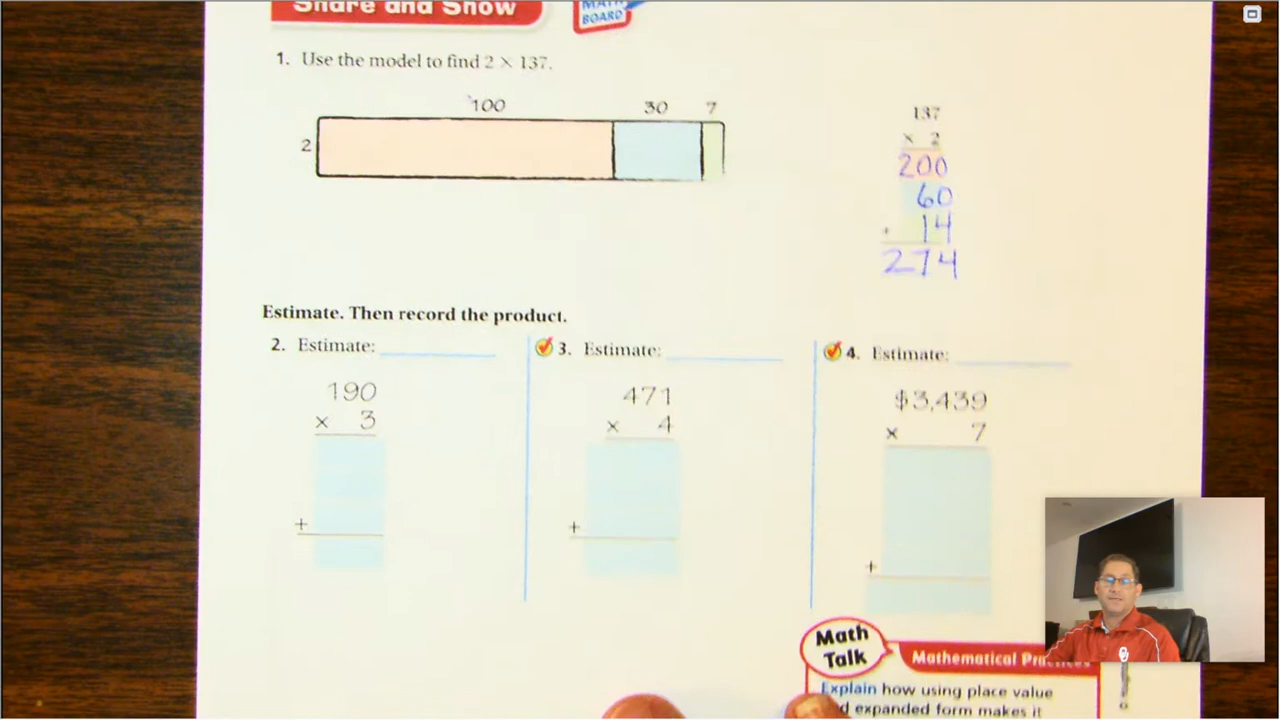 Share and Show
MATH
BOARD
1. Use the model to find 2 × 137.
100 30 7
2
137
× 2
200
60
+ 14
274
Estimate. Then record the product.
2. Estimate:
190
× 3
+
3. Estimate:
471
× 4
+
4. Estimate:
$3,439
× 7
+
Math
Talk
Mathematical Practices
Explain how using place value
expanded form makes it